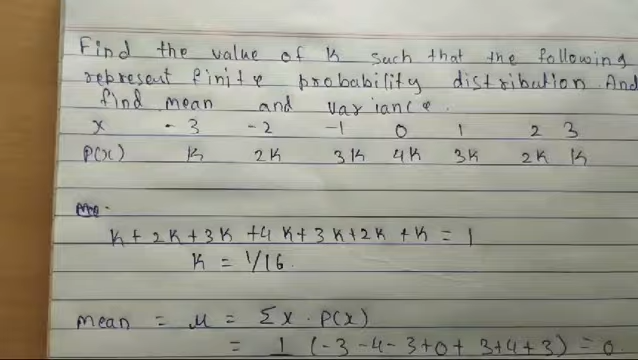 Find the value of K such that the following
represent finite probability distribution. And
find mean and variance.
x -3 -2 -1 0 1 2 3
P(x) K 2K 3K 4K 3K 2K K
K + 2K + 3K + 4K + 3K + 2K + K = 1
K = 1/16.
mean = μ = Σx · P(x)
= 1 (-3 -4 -3 + 0 + 3 + 4 + 3) = 0